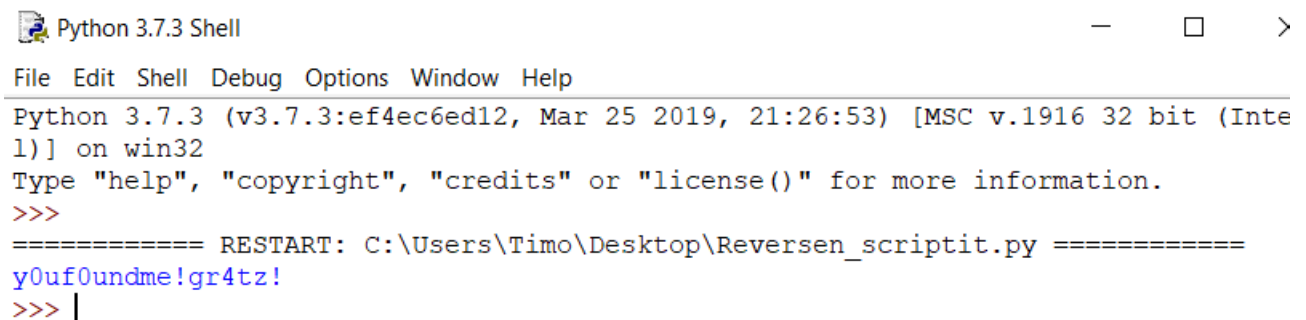 Python 3.7.3 Shell
File Edit Shell Debug Options Window Help
Python 3.7.3 (v3.7.3:ef4ec6ed12, Mar 25 2019, 21:26:53) [MSC v.1916 32 bit (Inte
l)] on win32
Type "help", "copyright", "credits" or "license()" for more information.
>>>
============ RESTART: C:\Users\Timo\Desktop\Reversen_scriptit.py ============
y0uf0undme!gr4tz!
>>>